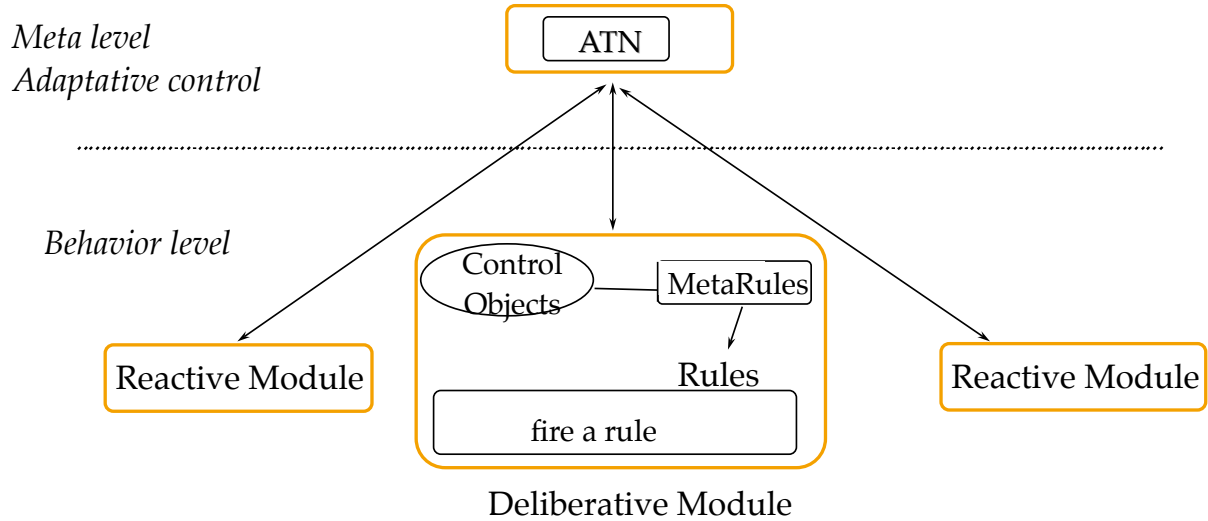 Meta level
Adaptative control
ATN
Behavior level
Control
Objects
MetaRules
Reactive Module
Rules
Reactive Module
fire a rule
Deliberative Module